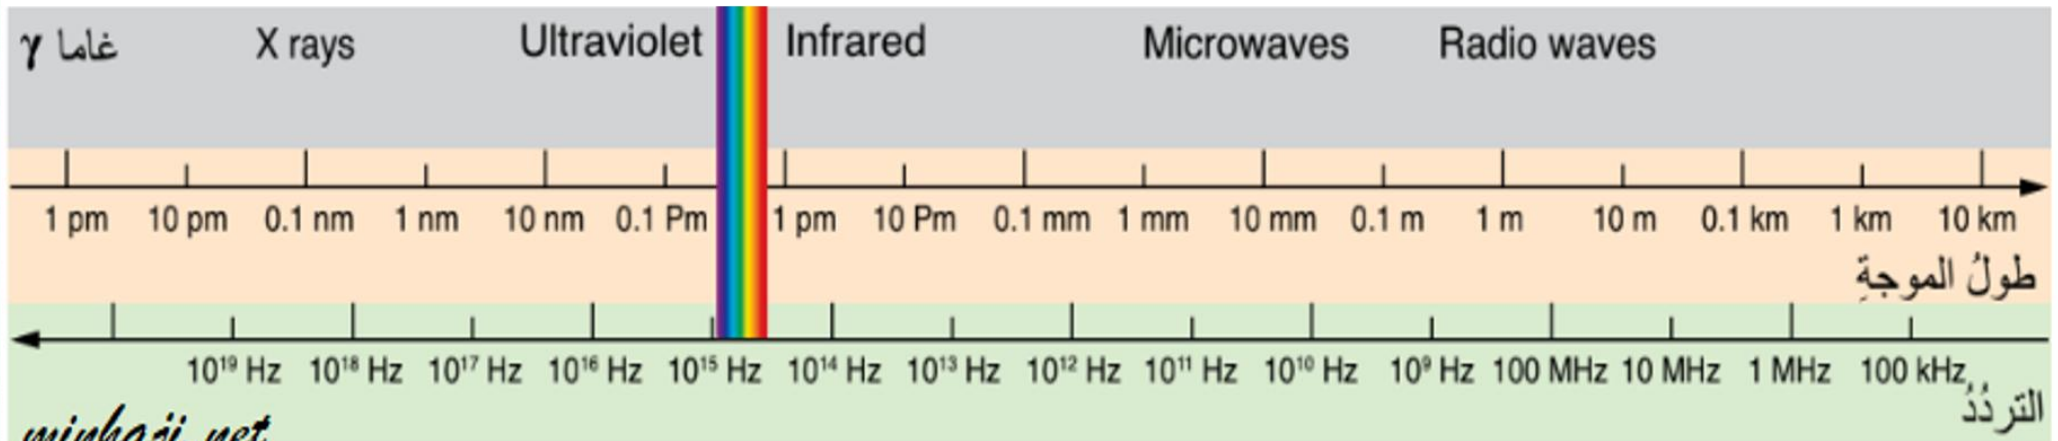 γ غاما X rays Ultraviolet Infrared Microwaves Radio waves
1 pm 10 pm 0.1 nm 1 nm 10 nm 0.1 Pm 1 pm 10 Pm 0.1 mm 1 mm 10 mm 0.1 m 1 m 10 m 0.1 km 1 km 10 km
طولُ الموجةِ
10¹⁹ Hz 10¹⁸ Hz 10¹⁷ Hz 10¹⁶ Hz 10¹⁵ Hz 10¹⁴ Hz 10¹³ Hz 10¹² Hz 10¹¹ Hz 10¹⁰ Hz 10⁹ Hz 100 MHz 10 MHz 1 MHz 100 kHz
التردُدُ
minhaji.net